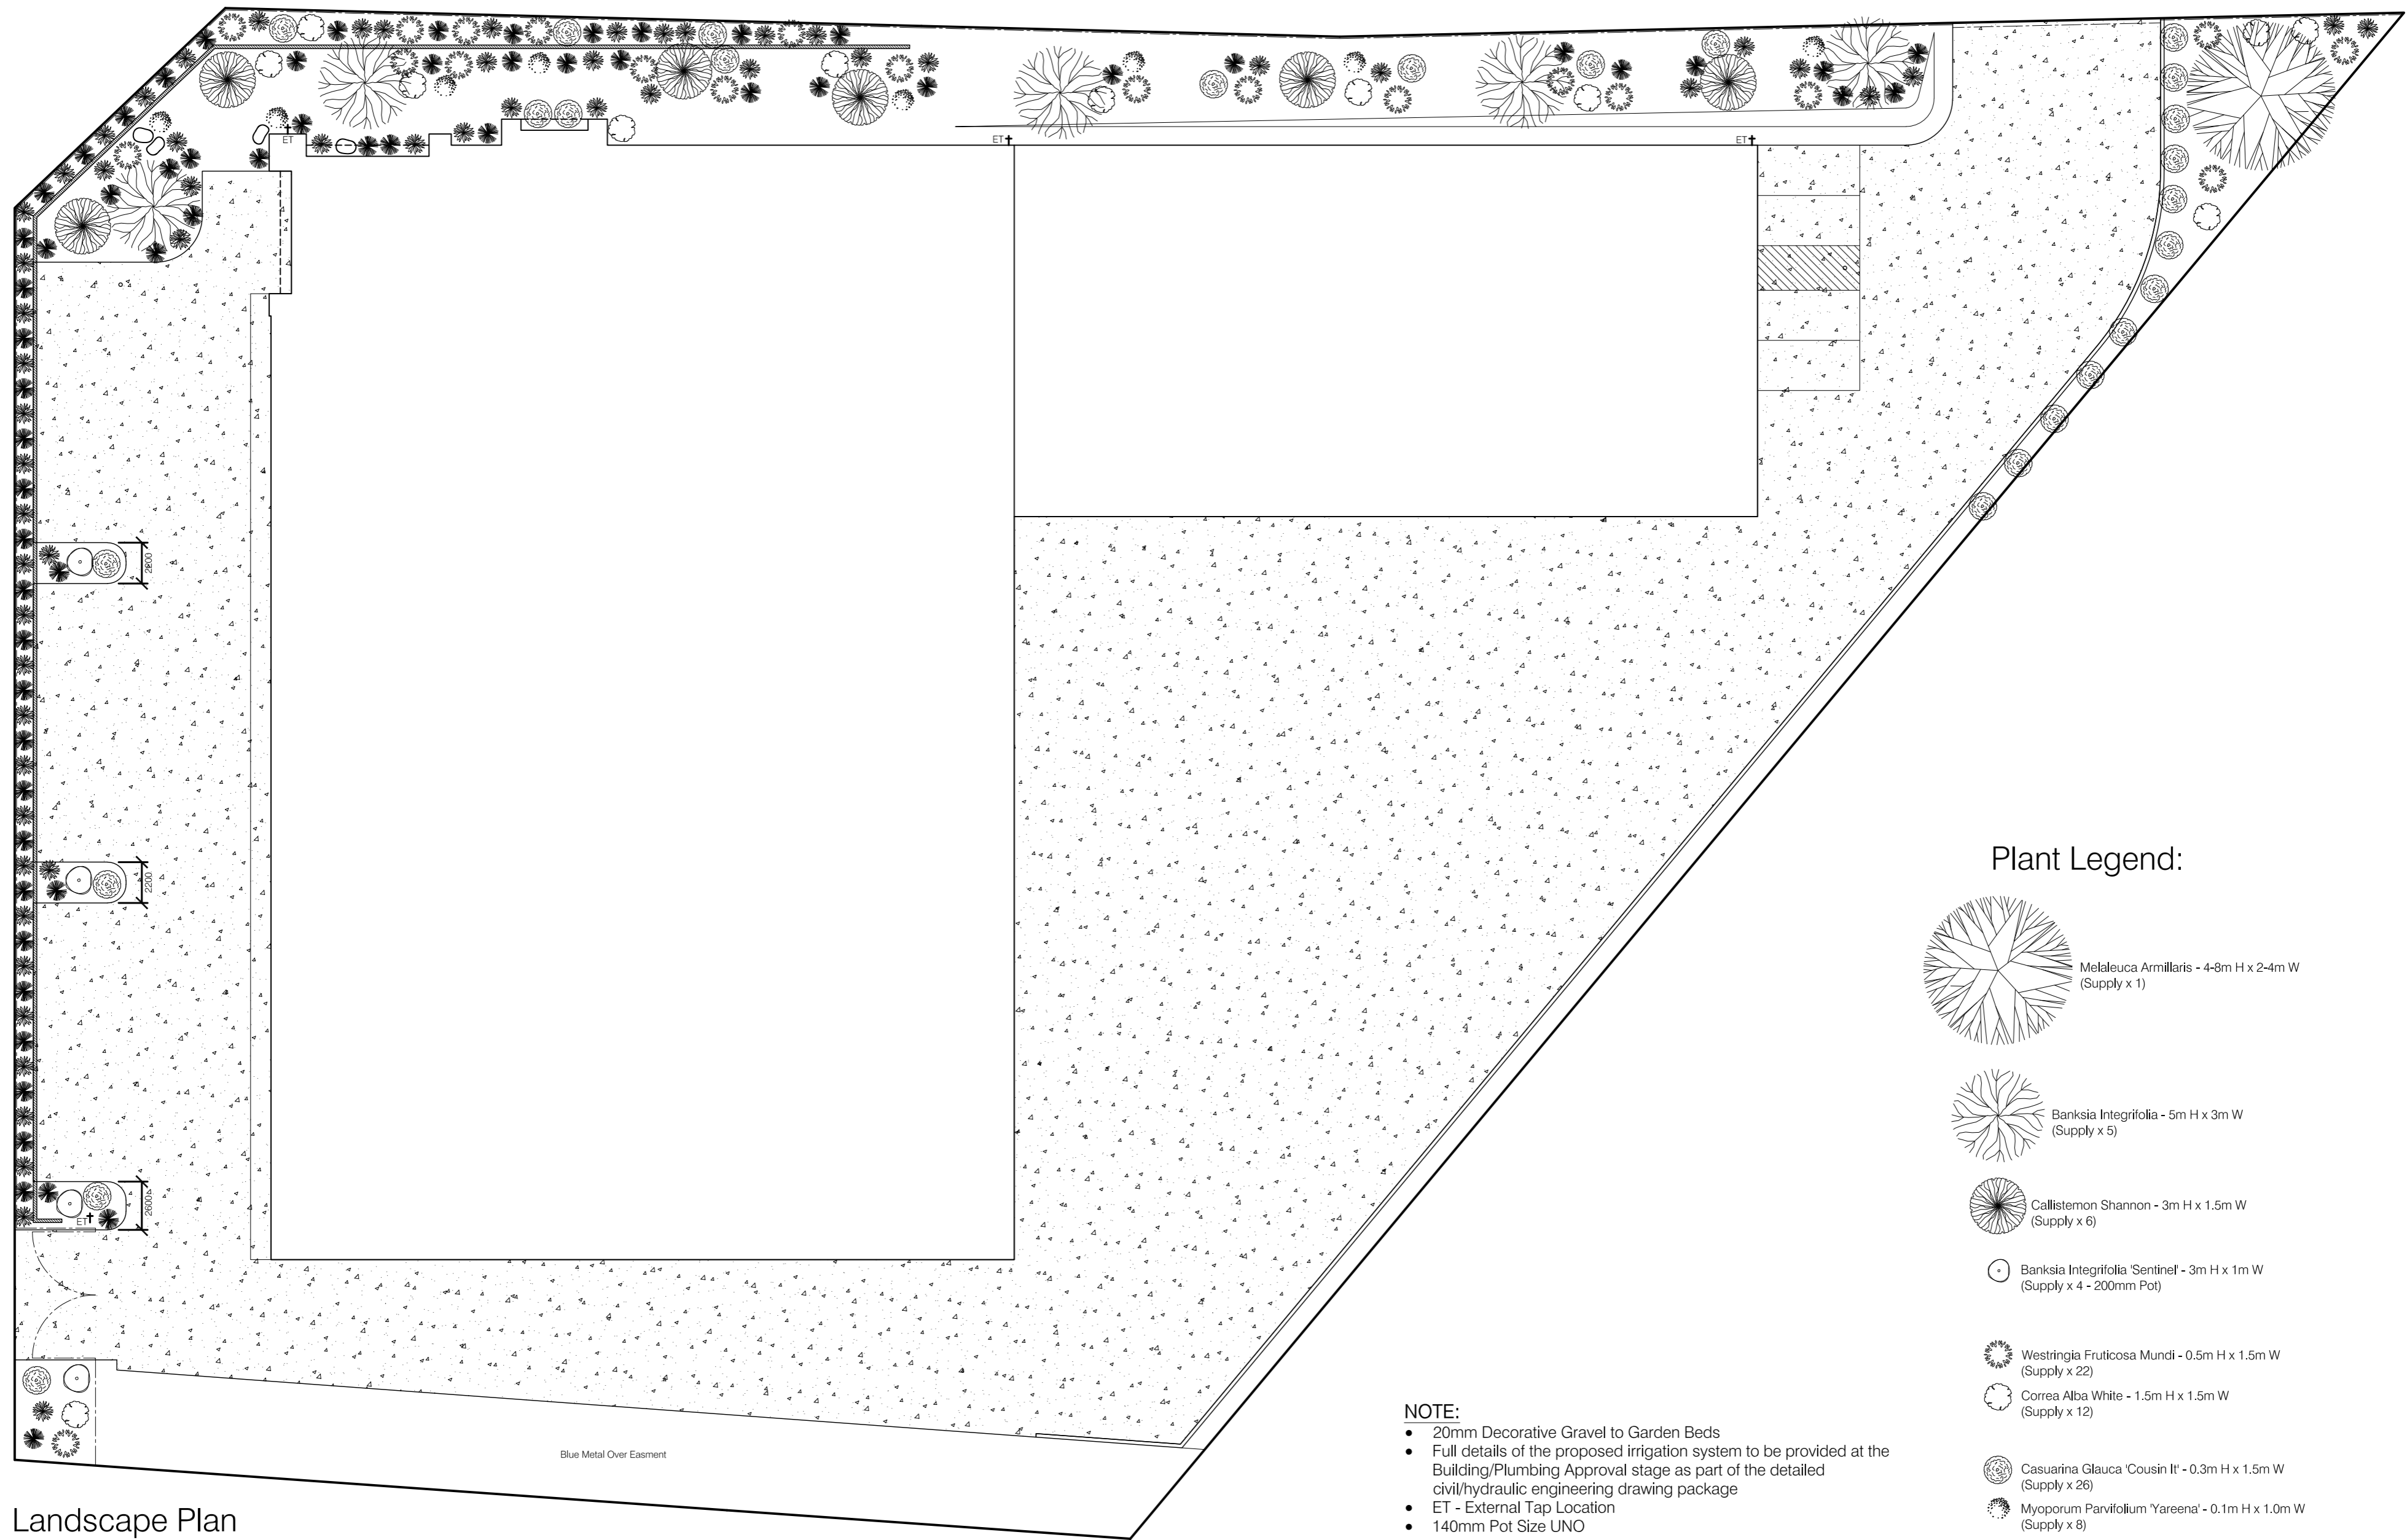 ET
ET
ET
2200
2200
2600
ET
Blue Metal Over Easment
Landscape Plan
NOTE:
• 20mm Decorative Gravel to Garden Beds
• Full details of the proposed irrigation system to be provided at the
Building/Plumbing Approval stage as part of the detailed
civil/hydraulic engineering drawing package
• ET - External Tap Location
• 140mm Pot Size UNO
Plant Legend:
Melaleuca Armillaris - 4-8m H x 2-4m W
(Supply x 1)
Banksia Integrifolia - 5m H x 3m W
(Supply x 5)
Callistemon Shannon - 3m H x 1.5m W
(Supply x 6)
Banksia Integrifolia 'Sentinel' - 3m H x 1m W
(Supply x 4 - 200mm Pot)
Westringia Fruticosa Mundi - 0.5m H x 1.5m W
(Supply x 22)
Correa Alba White - 1.5m H x 1.5m W
(Supply x 12)
Casuarina Glauca 'Cousin It' - 0.3m H x 1.5m W
(Supply x 26)
Myoporum Parvifolium 'Yareena' - 0.1m H x 1.0m W
(Supply x 8)